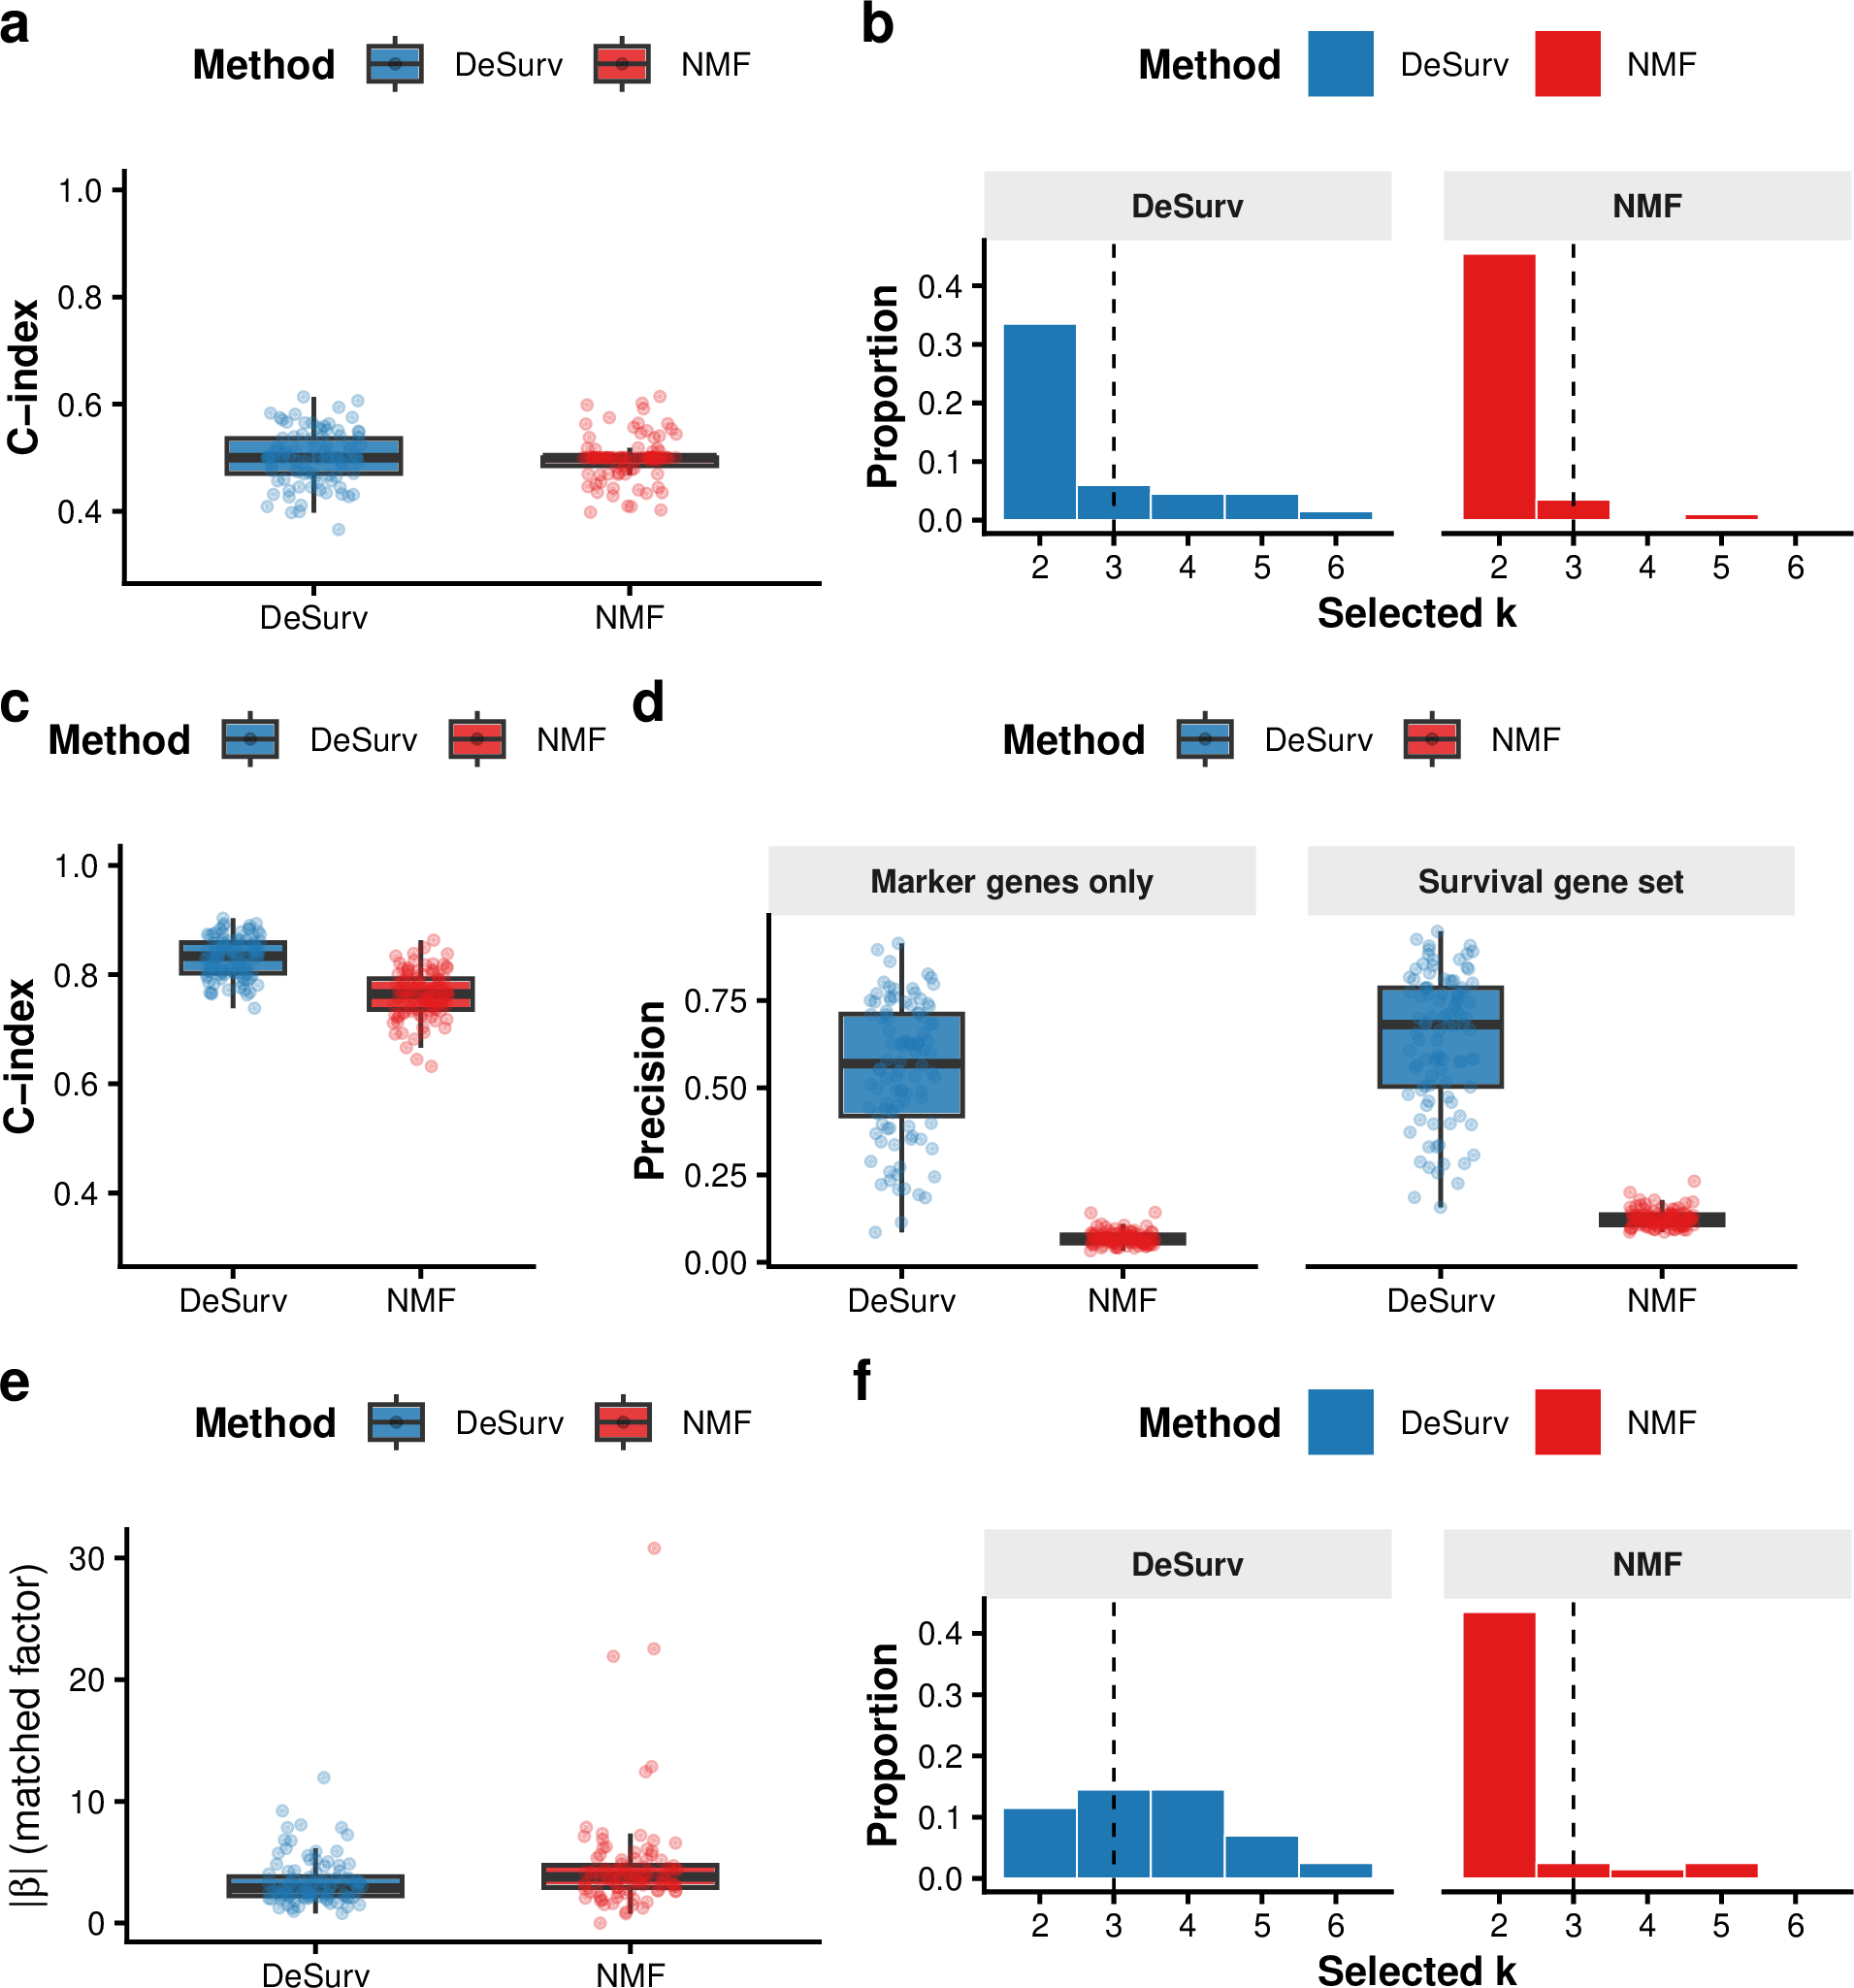 a
Method DeSurv NMF
1.0
0.8
0.6
0.4
C−index
DeSurv NMF
b
Method DeSurv NMF
DeSurv NMF
0.4
0.3
0.2
0.1
0.0
Proportion
2 3 4 5 6 2 3 4 5 6
Selected k
c
Method DeSurv NMF
1.0
0.8
0.6
0.4
C−index
DeSurv NMF
d
Method DeSurv NMF
Marker genes only Survival gene set
0.75
0.50
0.25
0.00
Precision
DeSurv NMF DeSurv NMF
e
Method DeSurv NMF
30
20
10
0
|β| (matched factor)
DeSurv NMF
f
Method DeSurv NMF
DeSurv NMF
0.4
0.3
0.2
0.1
0.0
Proportion
2 3 4 5 6 2 3 4 5 6
Selected k